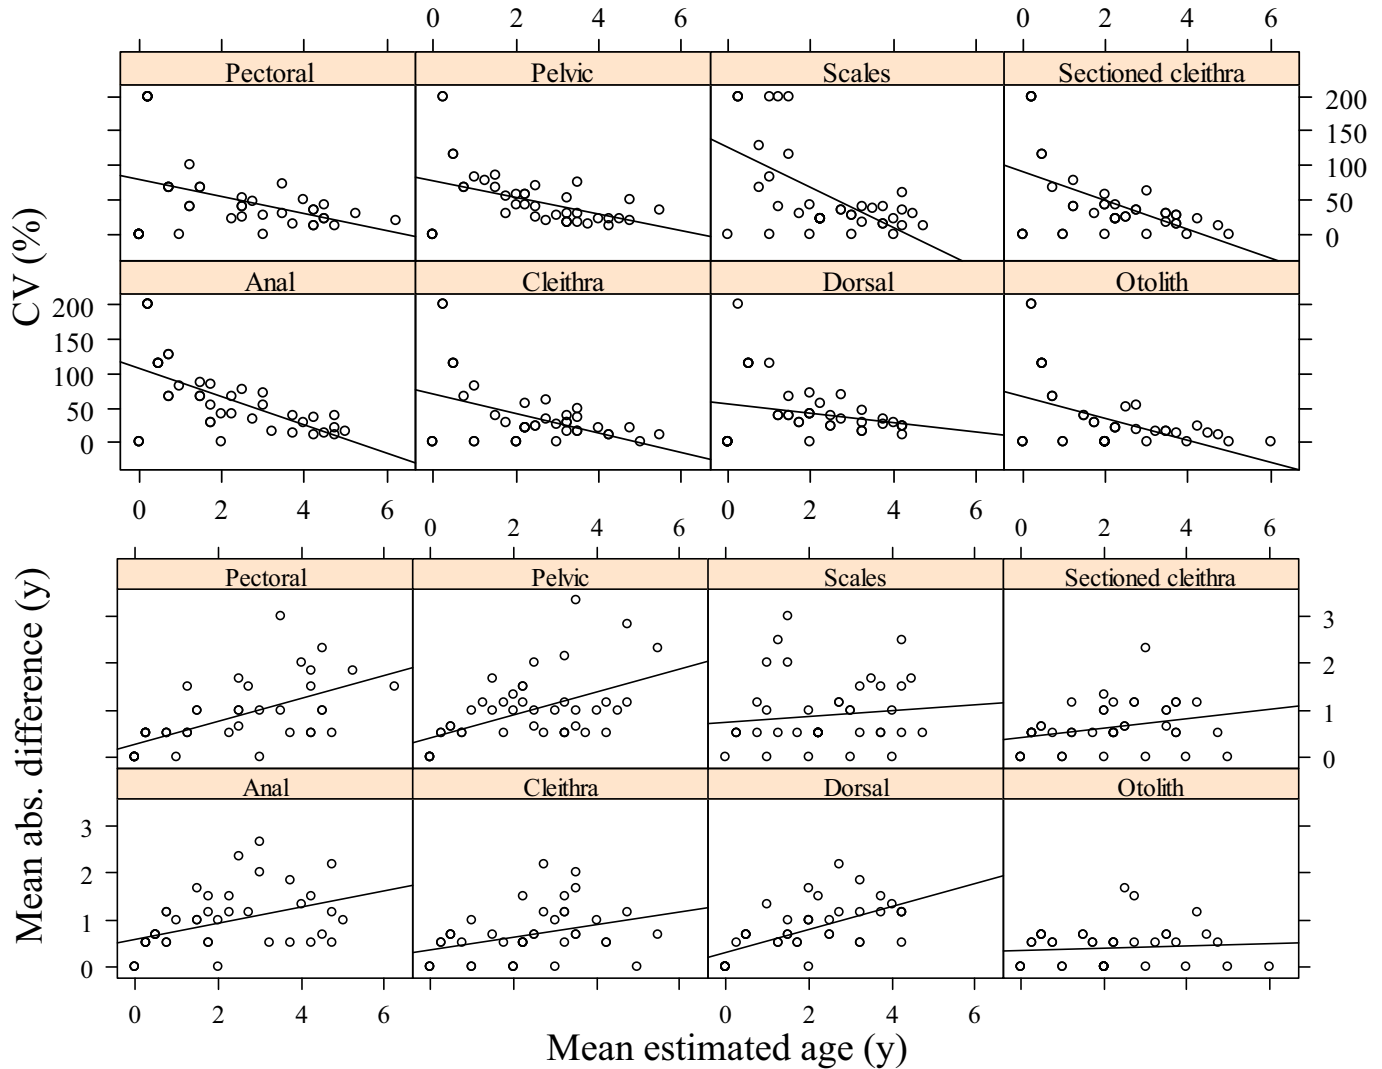 0 2 4 6 0 2 4 6
Pectoral Pelvic Scales Sectioned cleithra
200
150
100
50
0
CV (%)
Anal Cleithra Dorsal Otolith
200
150
100
50
0
0 2 4 6 0 2 4 6
0 2 4 6 0 2 4 6
Pectoral Pelvic Scales Sectioned cleithra
3
2
1
0
Mean abs. difference (y)
Anal Cleithra Dorsal Otolith
3
2
1
0
0 2 4 6 0 2 4 6
Mean estimated age (y)